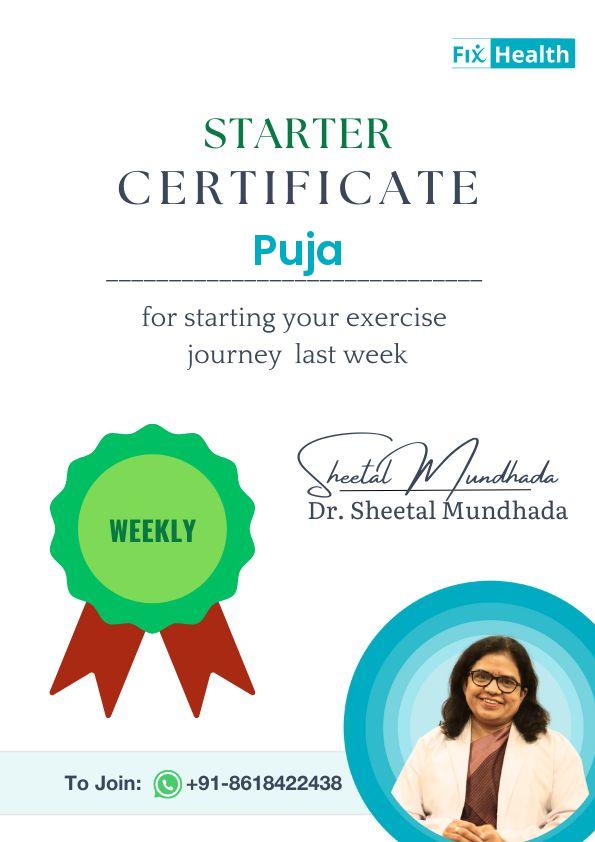 Fix Health
STARTER
CERTIFICATE
Puja
for starting your exercise
journey last week
WEEKLY
Sheetal Mundhada
Dr. Sheetal Mundhada
To Join: +91-8618422438